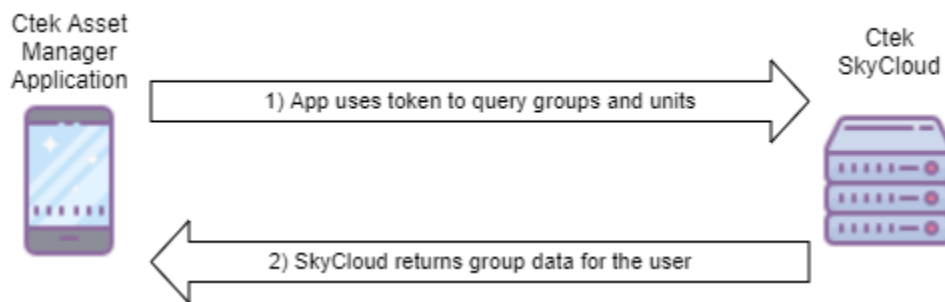 Ctek Asset
Manager
Application
Ctek
SkyCloud
1) App uses token to query groups and units
2) SkyCloud returns group data for the user